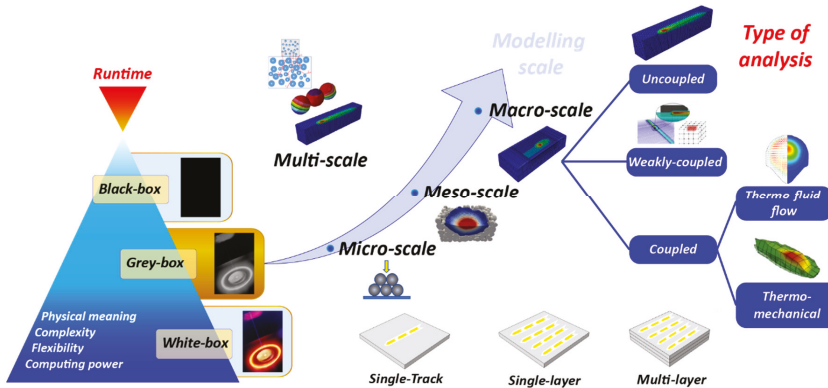 Runtime
Black-box
Grey-box
White-box
Physical meaning
Complexity
Flexibility
Computing power
Multi-scale
Modelling
scale
Macro-scale
Meso-scale
Micro-scale
Single-Track
Single-layer
Multi-layer
Type of
analysis
Uncoupled
Weakly-coupled
Coupled
Thermo-fluid
flow
Thermo-
mechanical